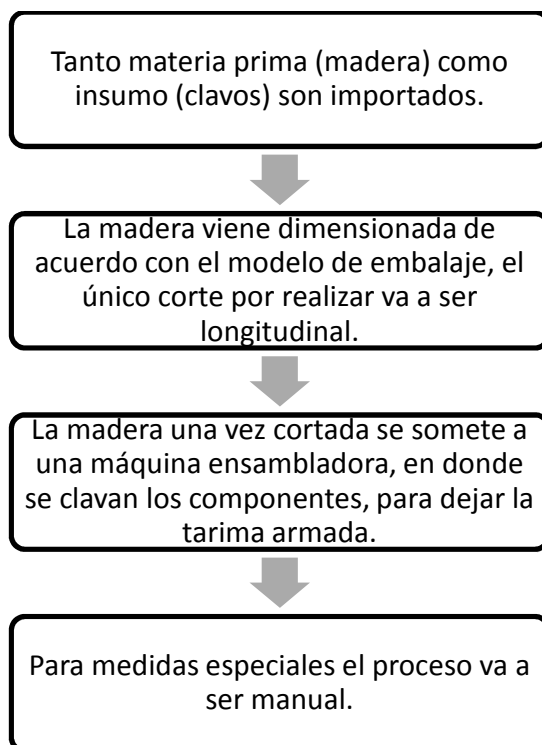 Tanto materia prima (madera) como
insumo (clavos) son importados.
La madera viene dimensionada de
acuerdo con el modelo de embalaje, el
único corte por realizar va a ser
longitudinal.
La madera una vez cortada se somete a
una máquina ensambladora, en donde
se clavan los componentes, para dejar la
tarima armada.
Para medidas especiales el proceso va a
ser manual.